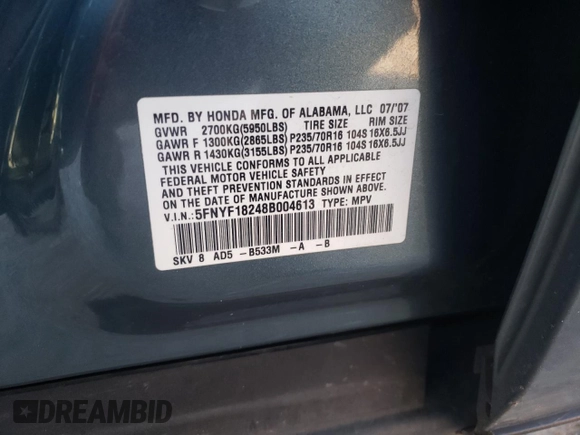 MFD. BY HONDA MFG. OF ALABAMA, LLC 07/'07
GVWR 2700KG(5950LBS) TIRE SIZE RIM SIZE
GAWR F 1300KG(2865LBS) P235/70R16 104S 16X6.5JJ
GAWR R 1430KG(3155LBS) P235/70R16 104S 16X6.5JJ
THIS VEHICLE CONFORMS TO ALL APPLICABLE
FEDERAL MOTOR VEHICLE SAFETY
AND THEFT PREVENTION STANDARDS IN EFFECT
ON THE DATE OF MANUFACTURE SHOWN ABOVE.
V.I.N.: 5FNYF18248B004613 TYPE: MPV
SKV 8 AD5 -B533M -A -B
DREAMBID